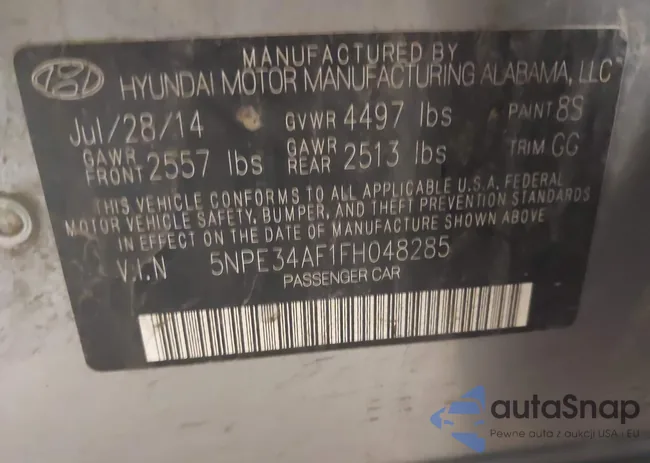 MANUFACTURED BY
HYUNDAI MOTOR MANUFACTURING ALABAMA, LLC
Jul/28/14 GVWR 4497 lbs PAINT 8S
GAWR FRONT 2557 lbs GAWR REAR 2513 lbs TRIM GG
THIS VEHICLE CONFORMS TO ALL APPLICABLE U.S.A. FEDERAL
MOTOR VEHICLE SAFETY, BUMPER, AND THEFT PREVENTION STANDARDS
IN EFFECT ON THE DATE OF MANUFACTURE SHOWN ABOVE
V.I.N 5NPE34AF1FH048285
PASSENGER CAR
autaSnap
Pewne auta z aukcji USA - EU